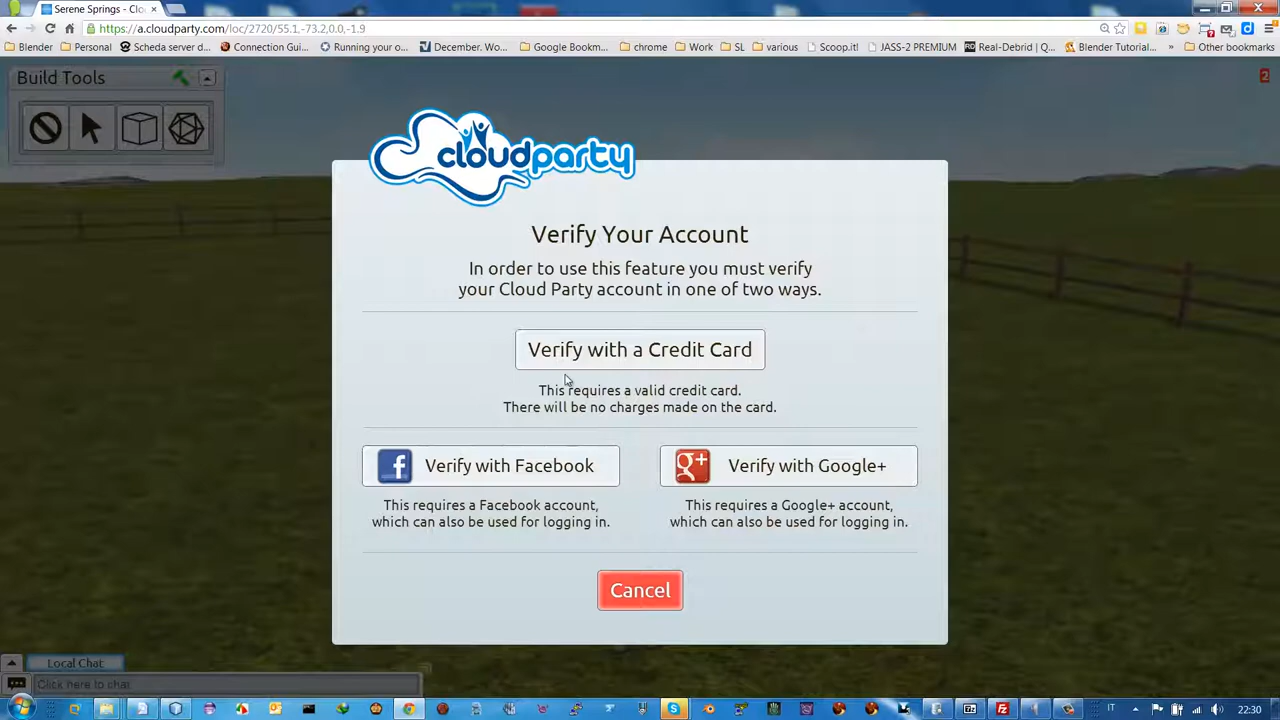 Serene Springs - Clo
https://a.cloudparty.com/loc/2720/55.1,-73.2,0.0,-1.9
Blender
Personal
Scheda server d...
Connection Gui...
Running your o...
December. Wo...
Google Bookm...
chrome
Work
SL
various
Scoop.it!
JASS-2 PREMIUM
Real-Debrid | Q...
Blender Tutorial...
»
Other bookmarks
Build Tools
2
cloudparty
Verify Your Account
In order to use this feature you must verify
your Cloud Party account in one of two ways.
Verify with a Credit Card
This requires a valid credit card.
There will be no charges made on the card.
f Verify with Facebook
g+ Verify with Google+
This requires a Facebook account,
which can also be used for logging in.
This requires a Google+ account,
which can also be used for logging in.
Cancel
Local Chat
Click here to chat
IT
22:30